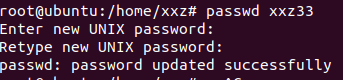 root@ubuntu:/home/xxz# passwd xxz33
Enter new UNIX password:
Retype new UNIX password:
passwd: password updated successfully